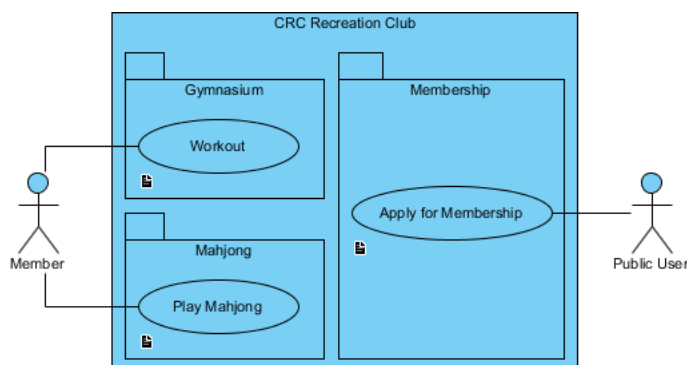 CRC Recreation Club
Gymnasium
Workout
Membership
Apply for Membership
Mahjong
Play Mahjong
Member
Public User